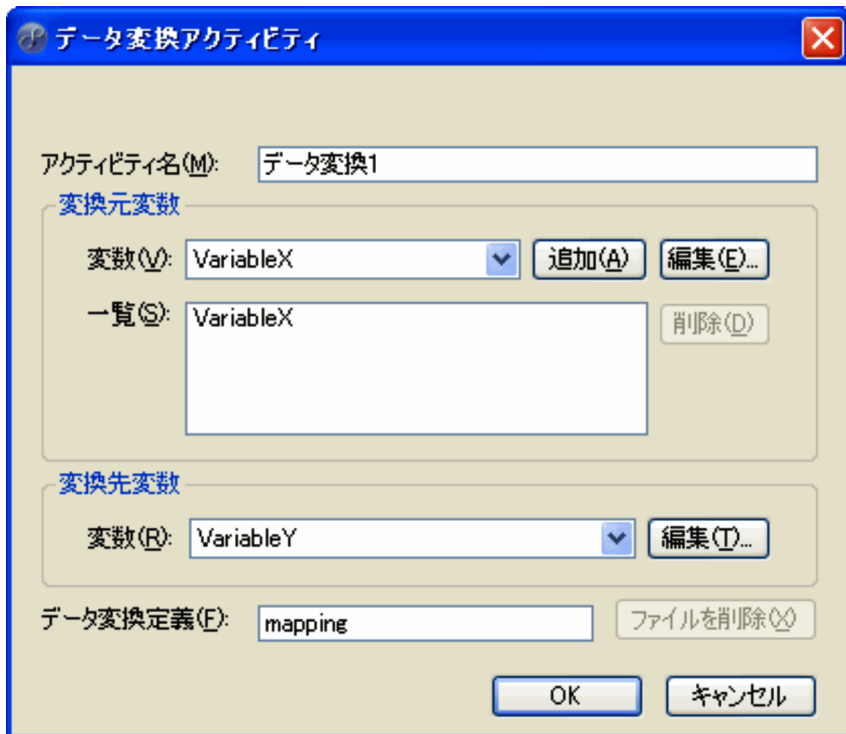 データ変換アクティビティ
アクティビティ名(M): データ変換1
変換元変数
変数(V): VariableX 追加(A) 編集(E)...
一覧(S): VariableX 削除(D)
変換先変数
変数(R): VariableY 編集(T)...
データ変換定義(F): mapping ファイルを削除(X)
OK キャンセル